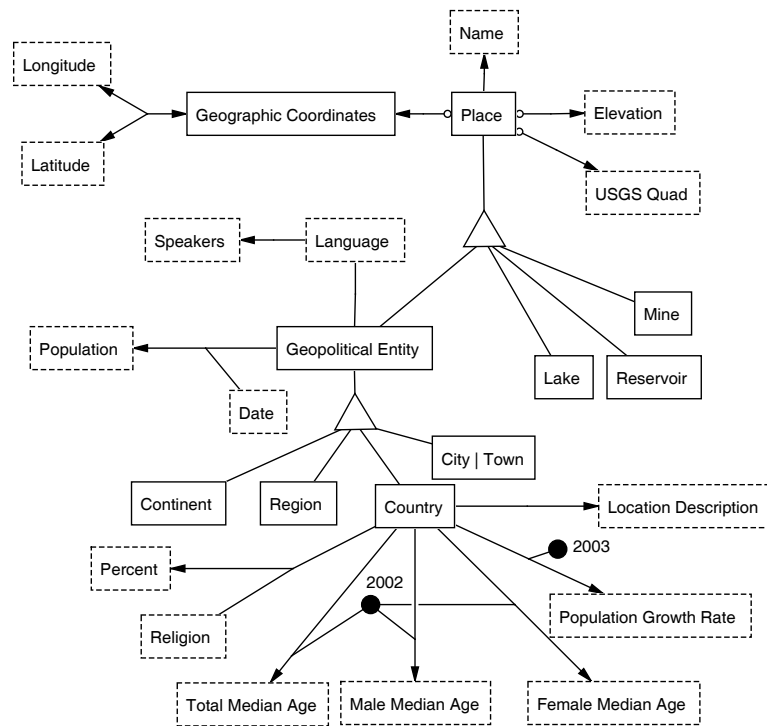 Name
Longitude
Geographic Coordinates
Place
Elevation
Latitude
USGS Quad
Speakers
Language
Mine
Population
Geopolitical Entity
Lake
Reservoir
Date
City | Town
Continent
Region
Country
Location Description
2003
Percent
2002
Population Growth Rate
Religion
Total Median Age
Male Median Age
Female Median Age